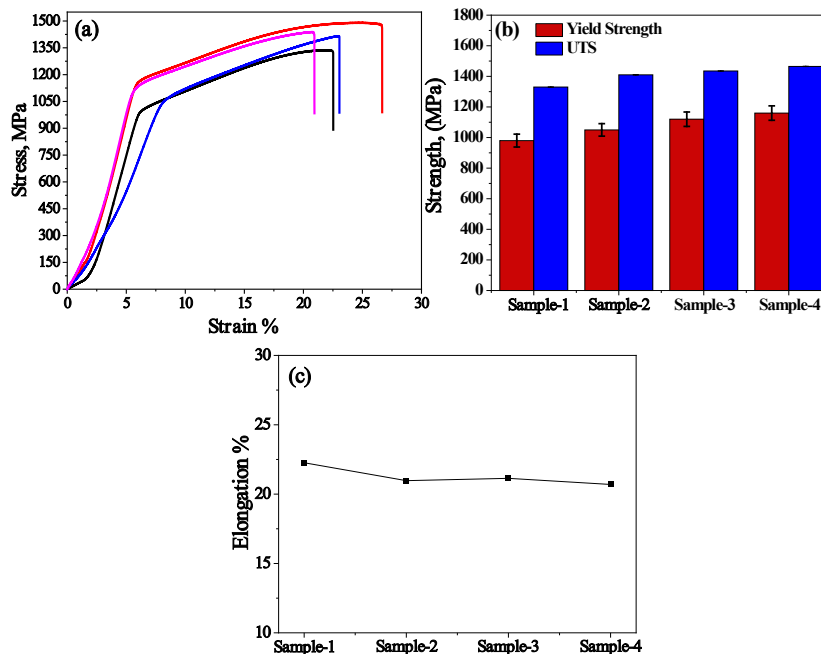 (a)
Stress, MPa
1500
1350
1200
1050
900
750
600
450
300
150
0
0 5 10 15 20 25 30
Strain %
(b)
Yield Strength
UTS
Strength, (MPa)
1800
1600
1400
1200
1000
800
600
400
200
0
Sample-1 Sample-2 Sample-3 Sample-4
(c)
Elongation %
30
25
20
15
10
Sample-1 Sample-2 Sample-3 Sample-4